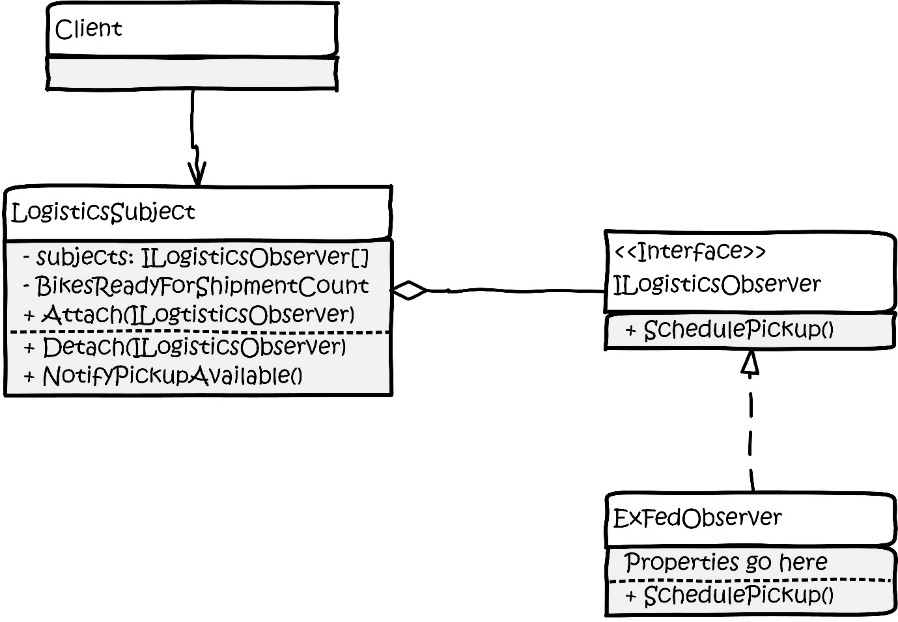 Client
LogisticsSubject
- subjects: ILogisticsObserver[]
- BikesReadyForShipmentCount
+ Attach(ILogtisticsObserver)
+ Detach(ILogisticsObserver)
+ NotifyPickupAvailable()
<<Interface>>
ILogisticsObserver
+ SchedulePickup()
ExFedObserver
Properties go here
+ SchedulePickup()